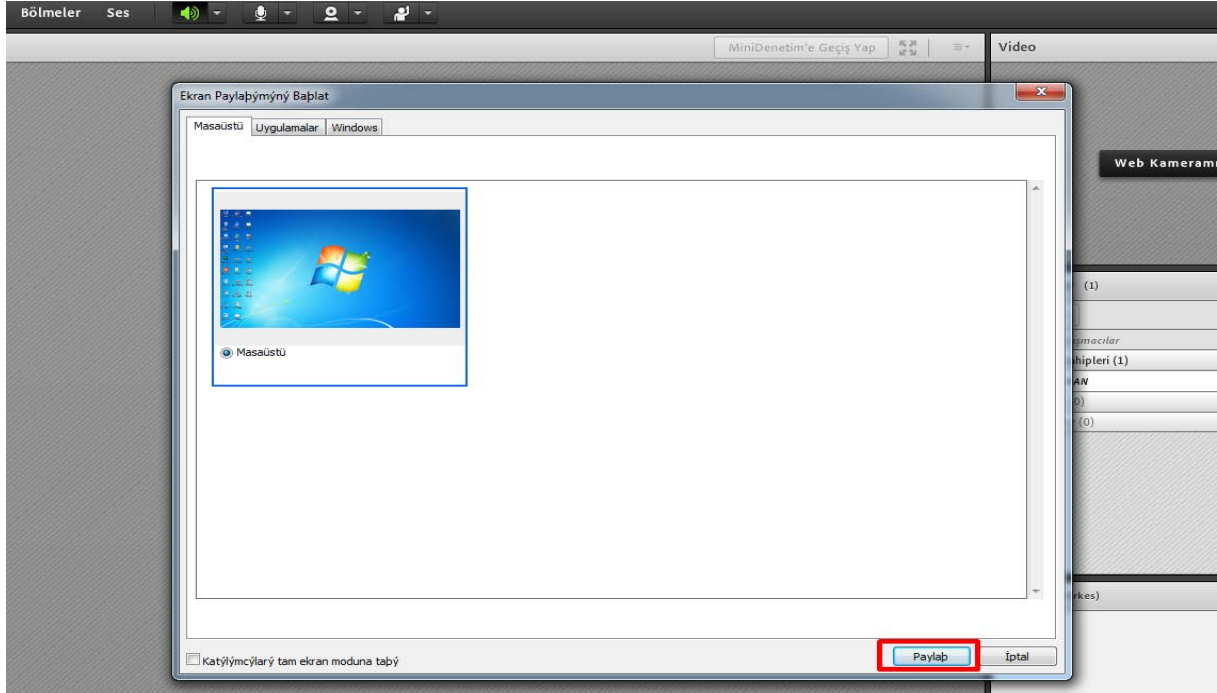 Bölmeler Ses
MiniDenetim'e Geçiş Yap
Video
Ekran Paylaþýmýný Baþlat
Masaüstü Uygulamalar Windows
Web Kameramı
(1)
Masaüstü
şmacılar
hipleri (1)
AN
0)
(0)
rkes)
Katýlýmcýlarý tam ekran moduna taþý
Paylaþ İptal